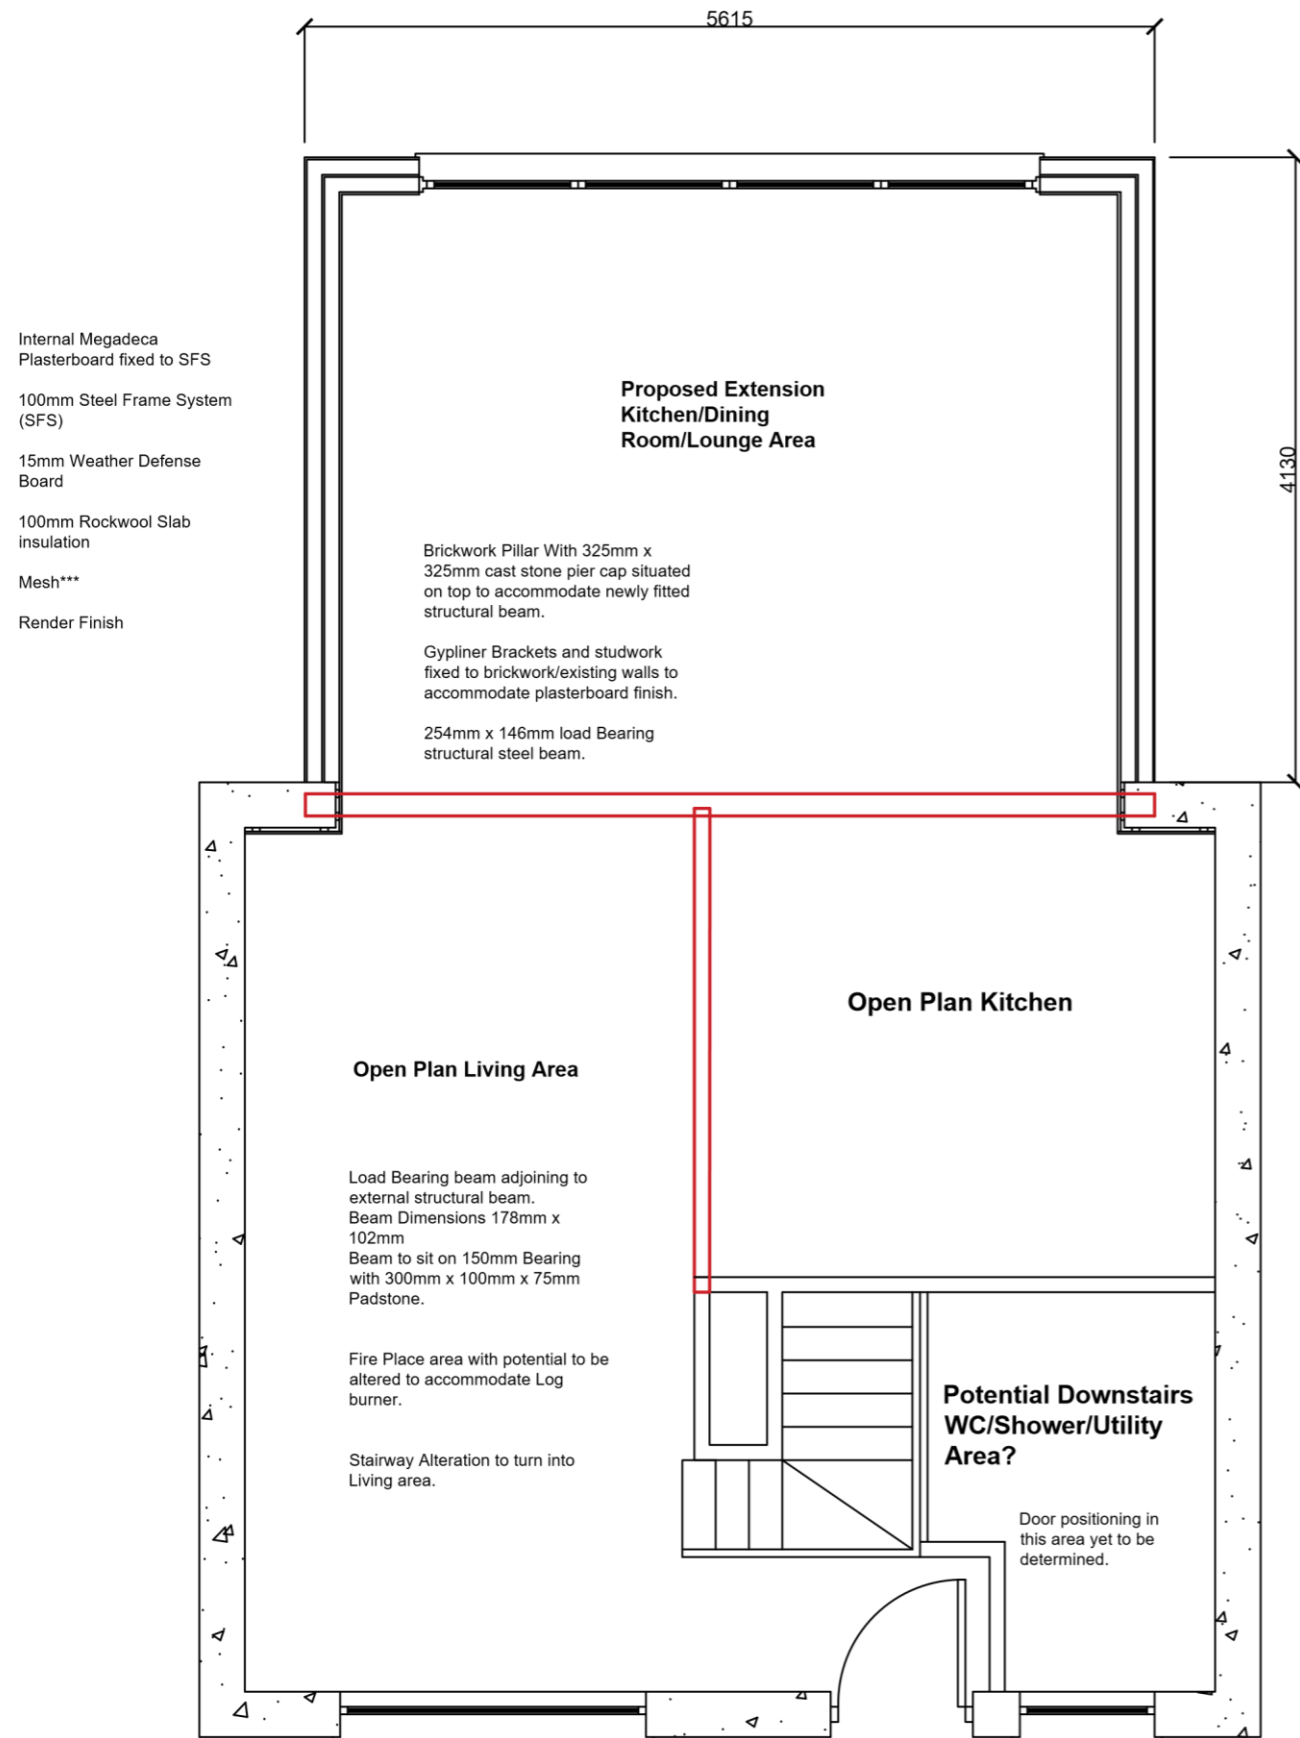 5615
4130
Internal Megadeca
Plasterboard fixed to SFS
100mm Steel Frame System
(SFS)
15mm Weather Defense
Board
100mm Rockwool Slab
insulation
Mesh***
Render Finish
Proposed Extension
Kitchen/Dining
Room/Lounge Area
Brickwork Pillar With 325mm x
325mm cast stone pier cap situated
on top to accommodate newly fitted
structural beam.
Gypliner Brackets and studwork
fixed to brickwork/existing walls to
accommodate plasterboard finish.
254mm x 146mm load Bearing
structural steel beam.
Open Plan Kitchen
Open Plan Living Area
Load Bearing beam adjoining to
external structural beam.
Beam Dimensions 178mm x
102mm
Beam to sit on 150mm Bearing
with 300mm x 100mm x 75mm
Padstone.
Fire Place area with potential to be
altered to accommodate Log
burner.
Stairway Alteration to turn into
Living area.
Potential Downstairs
WC/Shower/Utility
Area?
Door positioning in
this area yet to be
determined.